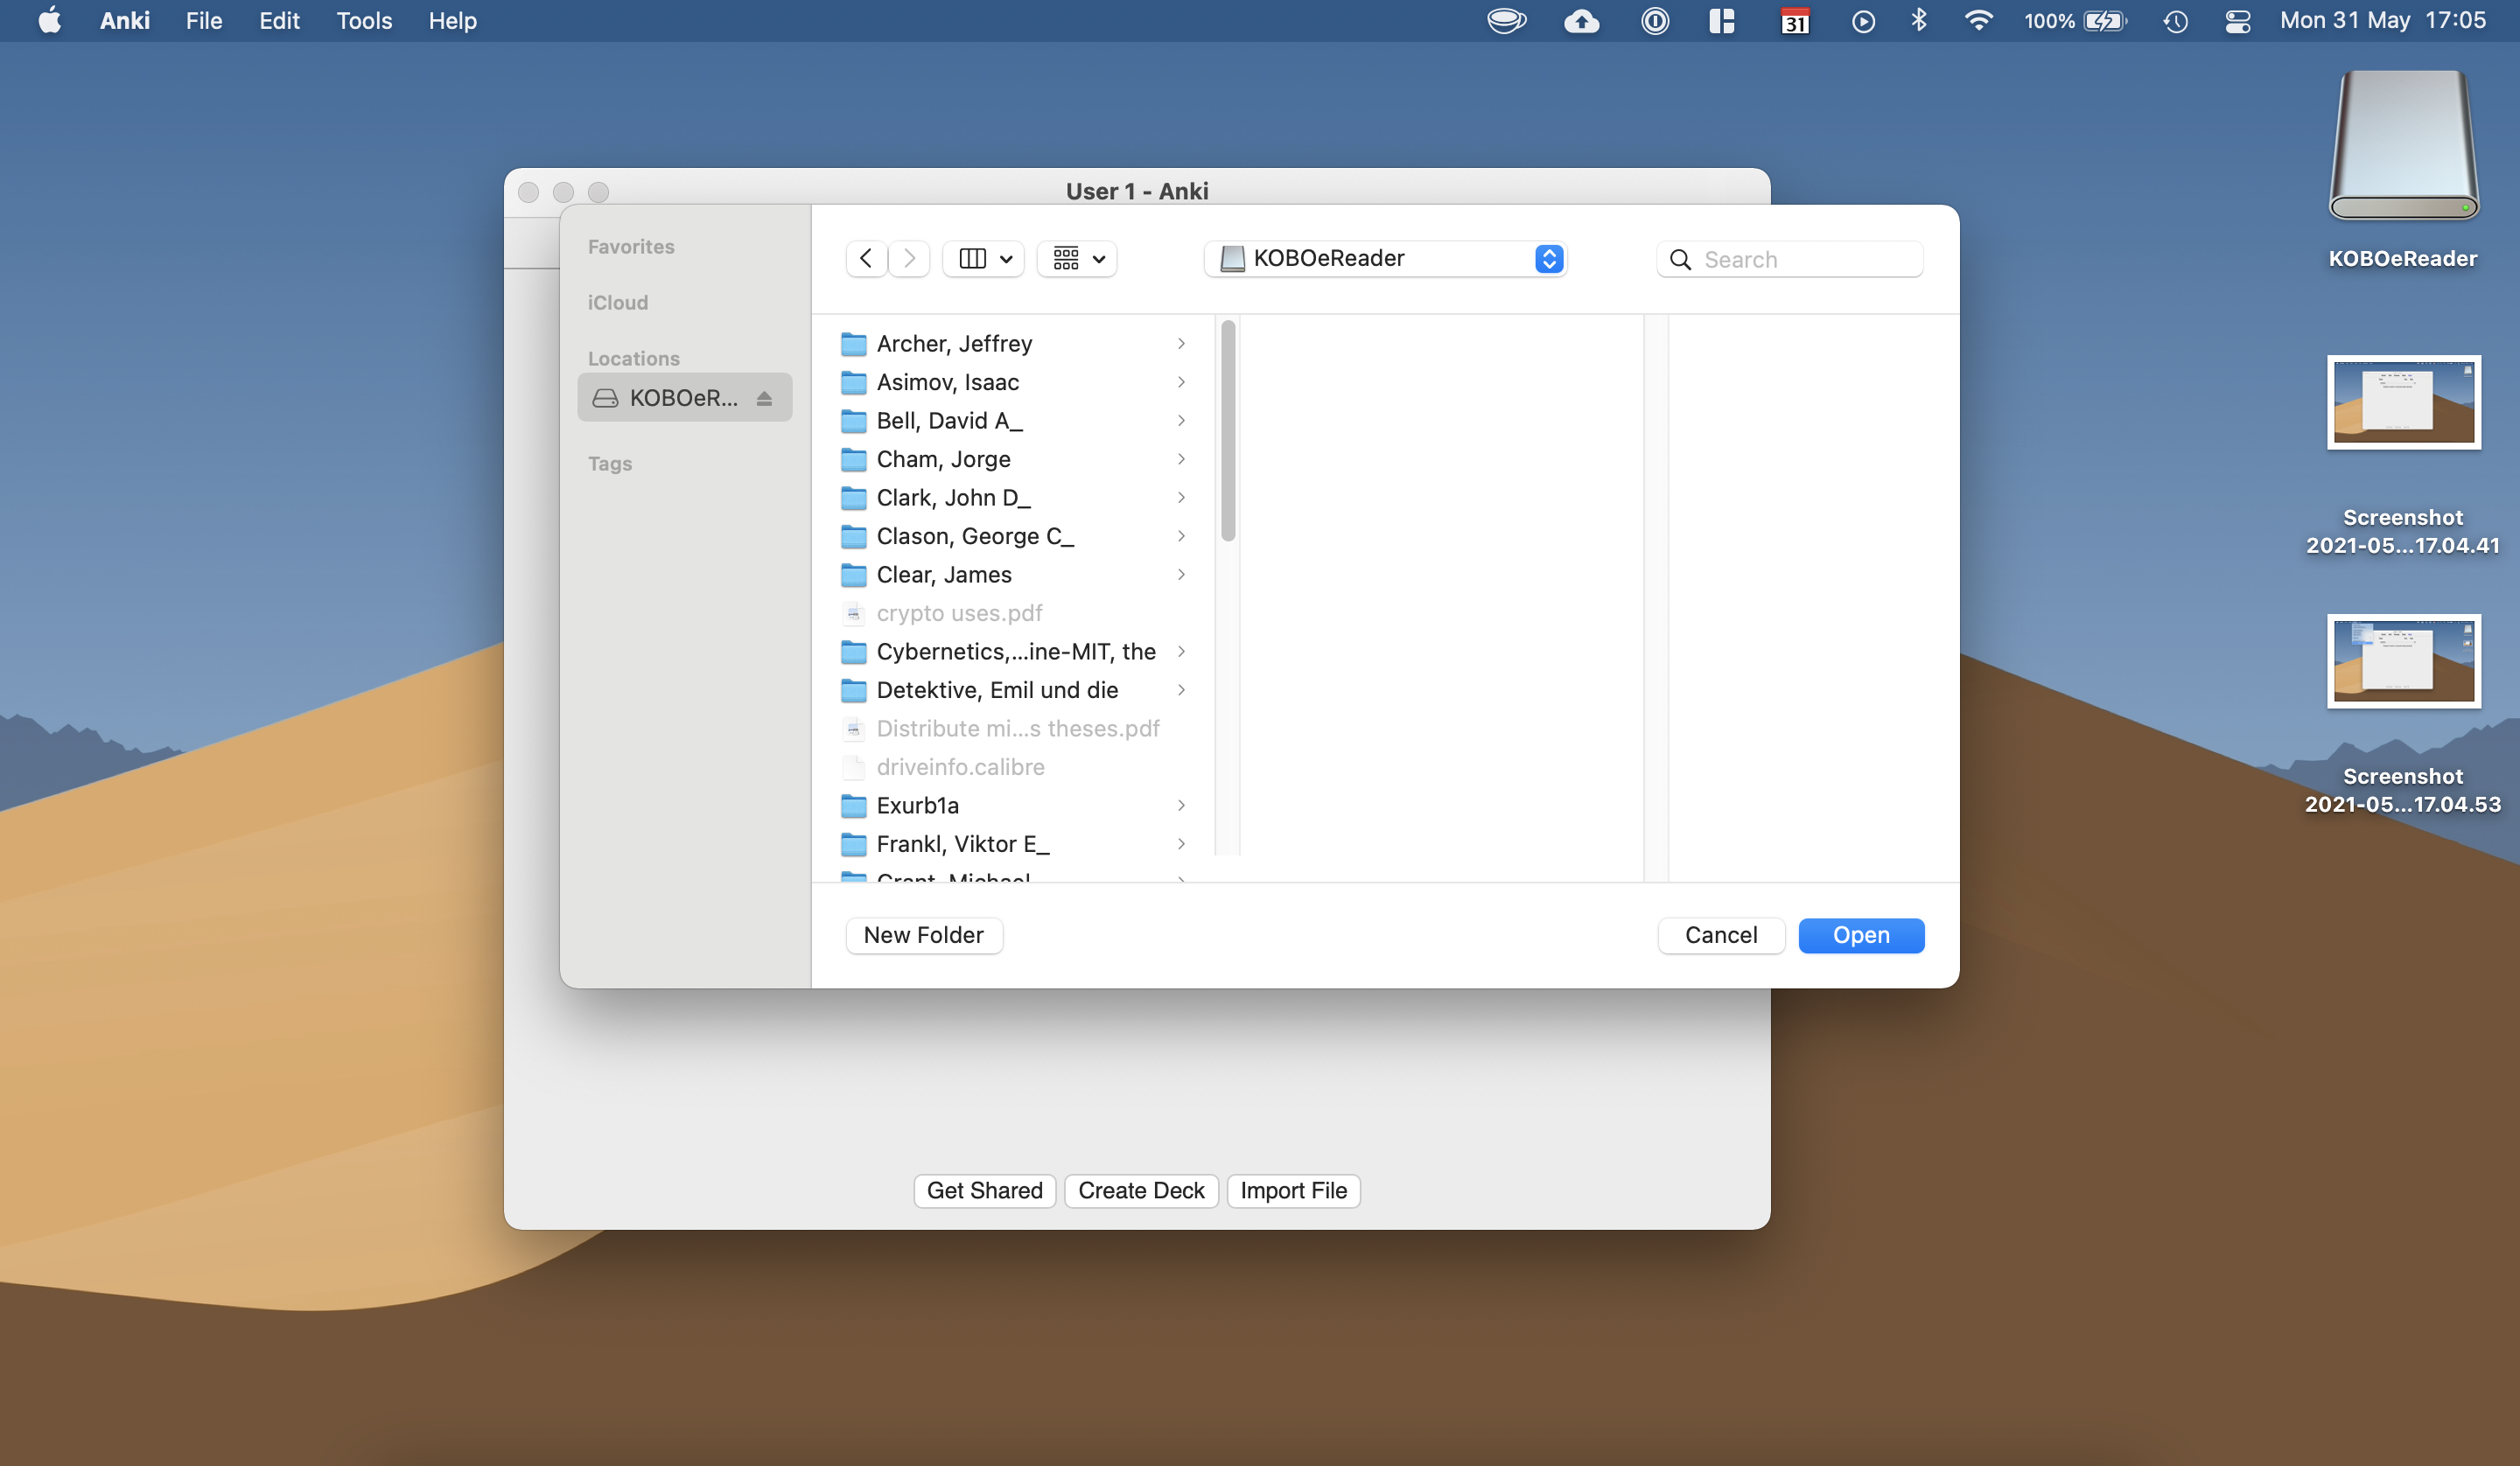 Anki File Edit Tools Help 31 100% Mon 31 May 17:05
User 1 - Anki
Favorites
iCloud
Locations
KOBOeR...
Tags
KOBOeReader
Search
Archer, Jeffrey
Asimov, Isaac
Bell, David A_
Cham, Jorge
Clark, John D_
Clason, George C_
Clear, James
crypto uses.pdf
Cybernetics,...ine-MIT, the
Detektive, Emil und die
Distribute mi...s theses.pdf
driveinfo.calibre
Exurb1a
Frankl, Viktor E_
Grant, Michael
New Folder
Cancel
Open
Get Shared
Create Deck
Import File
KOBOeReader
Screenshot
2021-05...17.04.41
Screenshot
2021-05...17.04.53